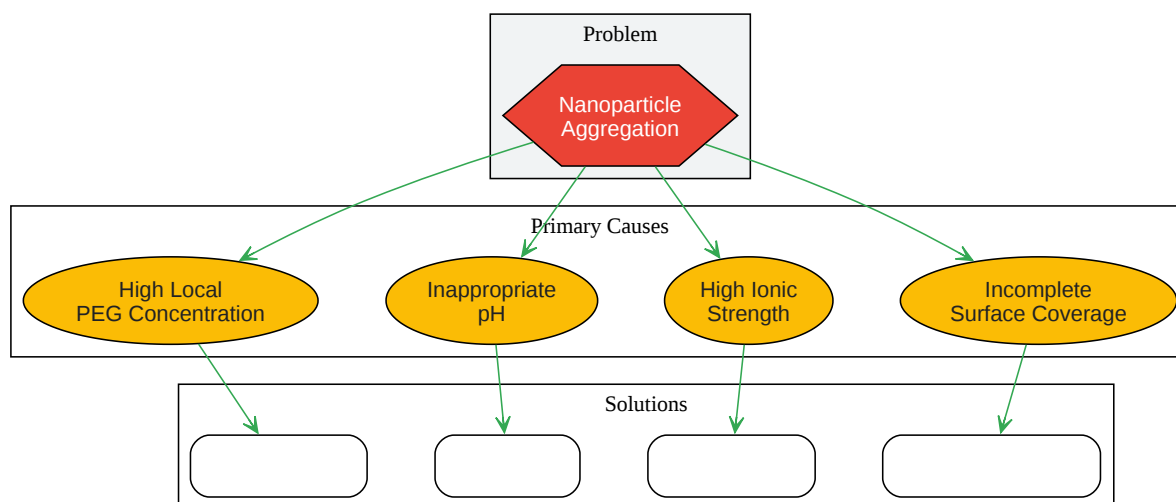 Problem
Nanoparticle
Aggregation
Primary Causes
High Local
PEG Concentration
Inappropriate
pH
High Ionic
Strength
Incomplete
Surface Coverage
Solutions